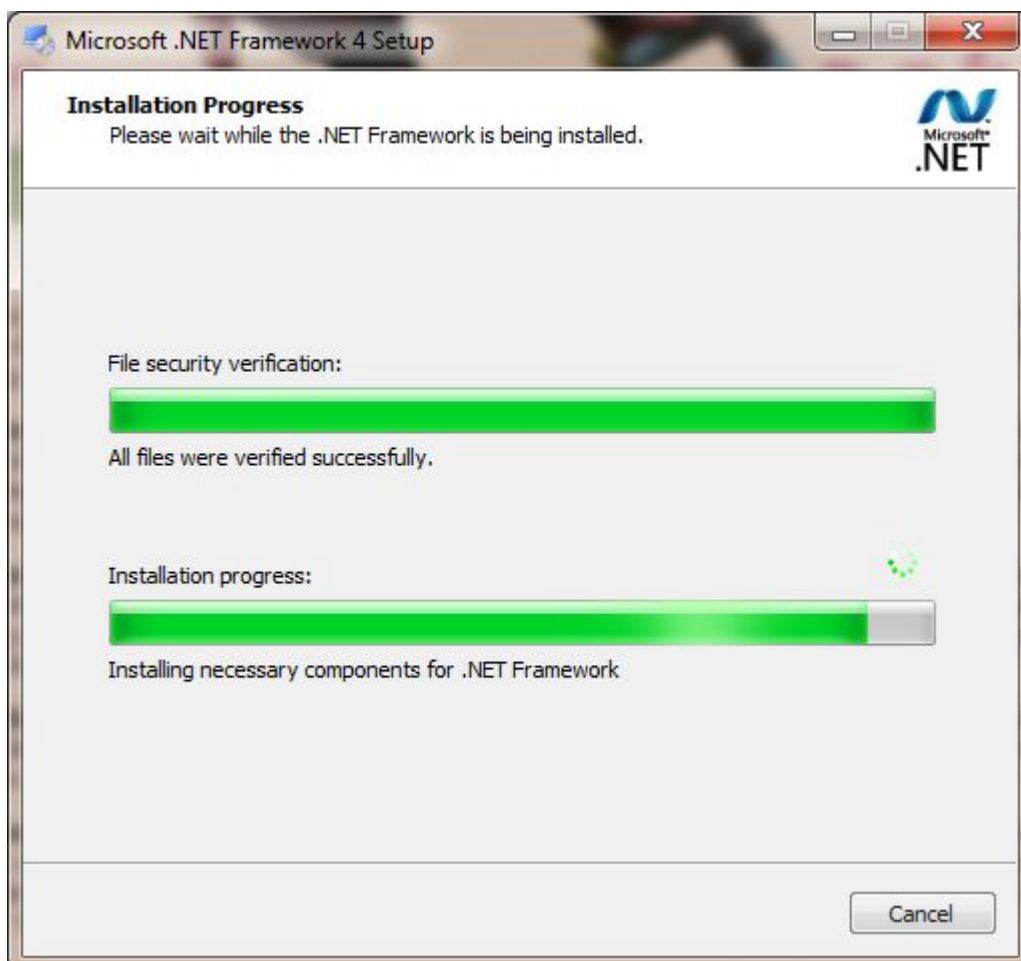 Microsoft .NET Framework 4 Setup
Installation Progress
Please wait while the .NET Framework is being installed.
Microsoft®
.NET
File security verification:
All files were verified successfully.
Installation progress:
Installing necessary components for .NET Framework
Cancel